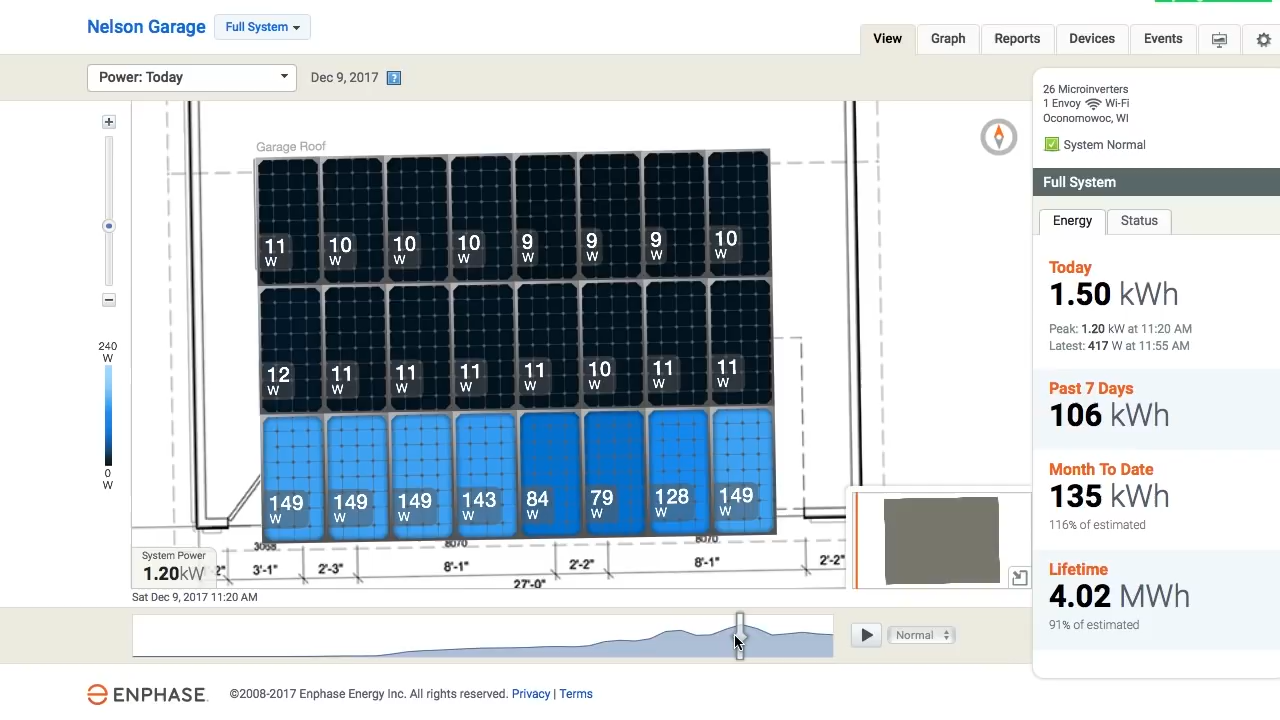 Nelson Garage
Full System
View
Graph
Reports
Devices
Events
Power: Today
Dec 9, 2017
?
26 Microinverters
1 Envoy Wi-Fi
Oconomowoc, WI
System Normal
Full System
Energy
Status
Today
1.50 kWh
Peak: 1.20 kW at 11:20 AM
Latest: 417 W at 11:55 AM
Past 7 Days
106 kWh
Month To Date
135 kWh
116% of estimated
Lifetime
4.02 MWh
91% of estimated
240
W
0
W
Garage Roof
11 W 10 W 10 W 10 W 9 W 9 W 9 W 10 W
12 W 11 W 11 W 11 W 11 W 10 W 11 W 11 W
149 W 149 W 149 W 143 W 84 W 79 W 128 W 149 W
3068 8070 8070
3'-1" 2'-3" 8'-1" 2'-2" 8'-1" 2'-2"
27'-0"
System Power
1.20kW
Sat Dec 9, 2017 11:20 AM
Normal
ENPHASE
©2008-2017 Enphase Energy Inc. All rights reserved. Privacy | Terms